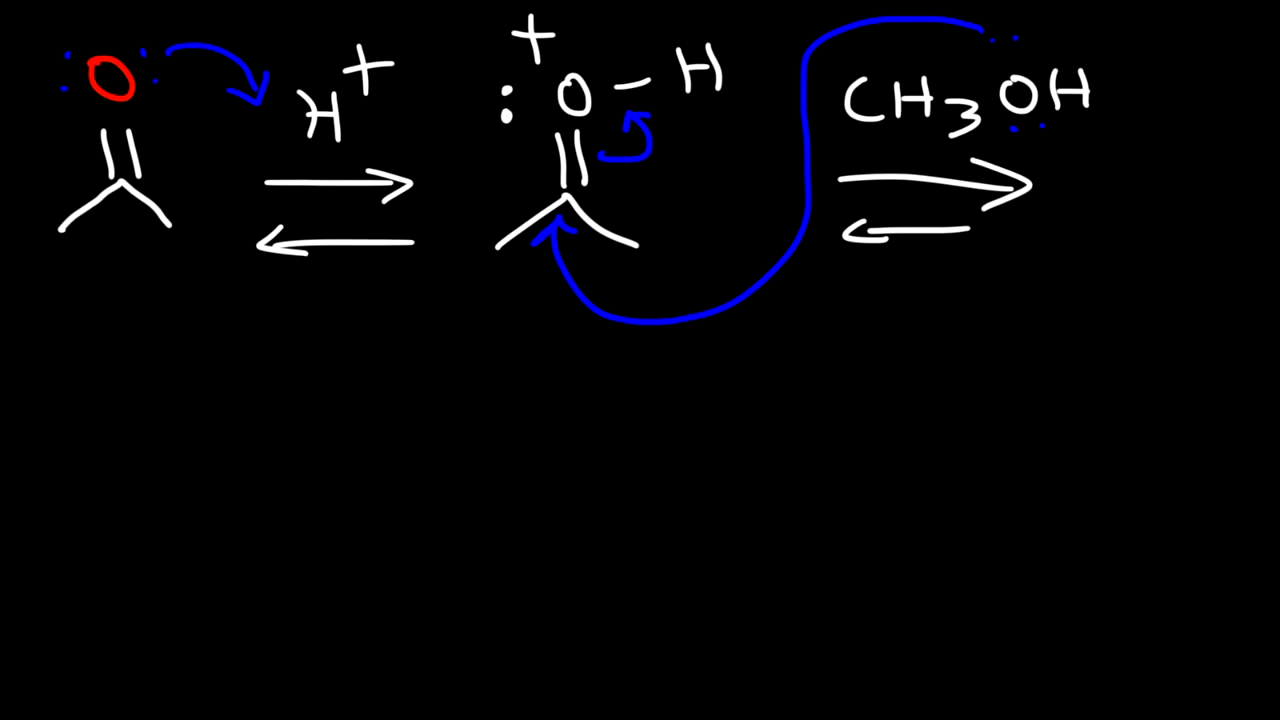 O H+ + :O–H CH3OH